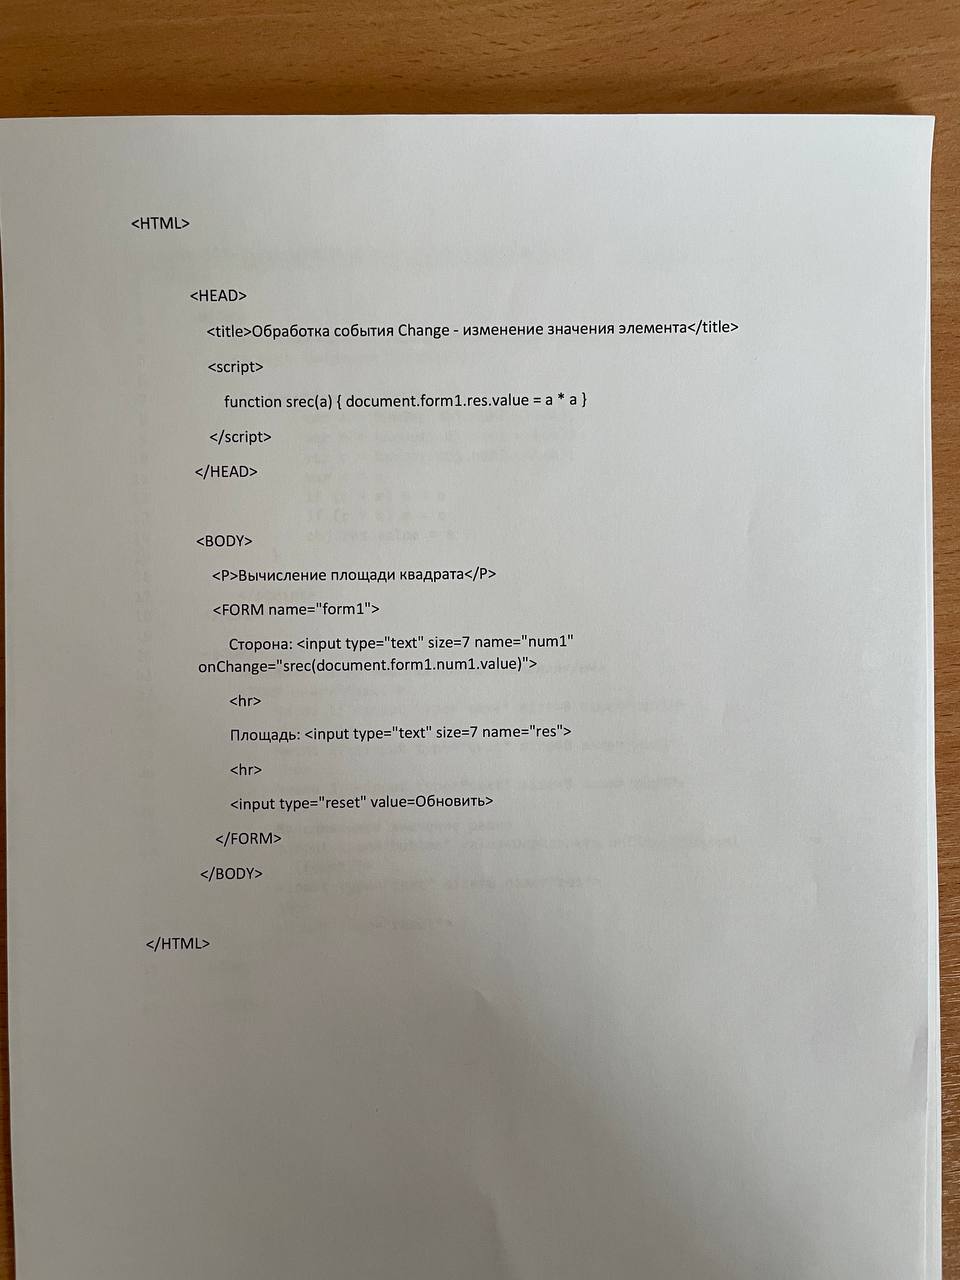 <HTML>
<HEAD>
<title>Обработка события Change - изменение значения элемента</title>
<script>
function srec(a) { document.form1.res.value = a * a }
</script>
</HEAD>
<BODY>
<P>Вычисление площади квадрата</P>
<FORM name="form1">
Сторона: <input type="text" size=7 name="num1"
onChange="srec(document.form1.num1.value)">
<hr>
Площадь: <input type="text" size=7 name="res">
<hr>
<input type="reset" value=Обновить>
</FORM>
</BODY>
</HTML>